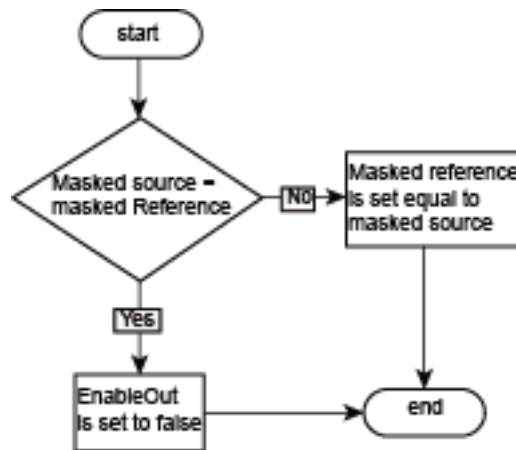 start
Masked source =
masked Reference
No
Masked reference
is set equal to
masked source
Yes
EnableOut
is set to false
end